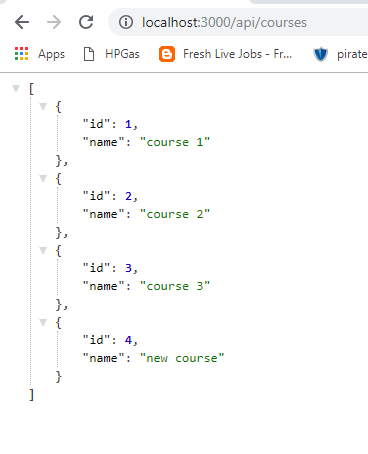 localhost:3000/api/courses
Apps HPGas Fresh Live Jobs - Fr... pirate
[
{
"id": 1,
"name": "course 1"
},
{
"id": 2,
"name": "course 2"
},
{
"id": 3,
"name": "course 3"
},
{
"id": 4,
"name": "new course"
}
]